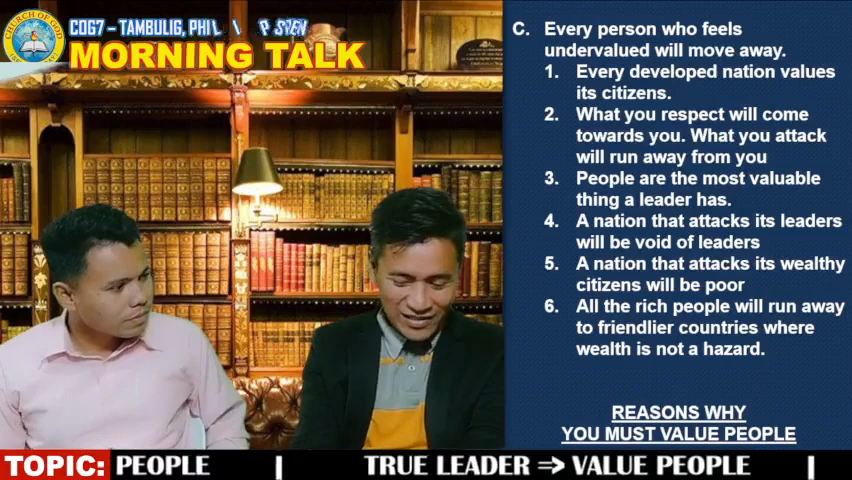 CHURCH OF GOD
MORNING TALK
C. Every person who feels
undervalued will move away.
1. Every developed nation values
its citizens.
2. What you respect will come
towards you. What you attack
will run away from you
3. People are the most valuable
thing a leader has.
4. A nation that attacks its leaders
will be void of leaders
5. A nation that attacks its wealthy
citizens will be poor
6. All the rich people will run away
to friendlier countries where
wealth is not a hazard.
REASONS WHY
YOU MUST VALUE PEOPLE
TOPIC: PEOPLE | TRUE LEADER => VALUE PEOPLE |